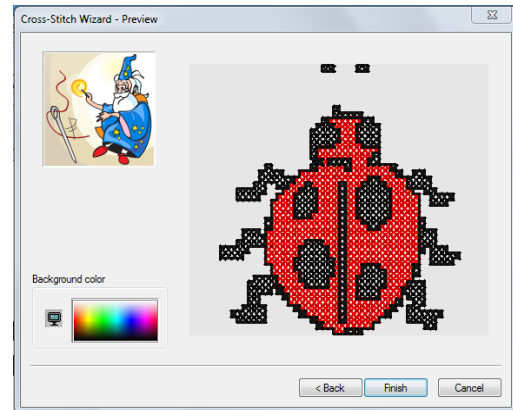 Cross-Stitch Wizard - Preview
Background color
< Back Finish Cancel